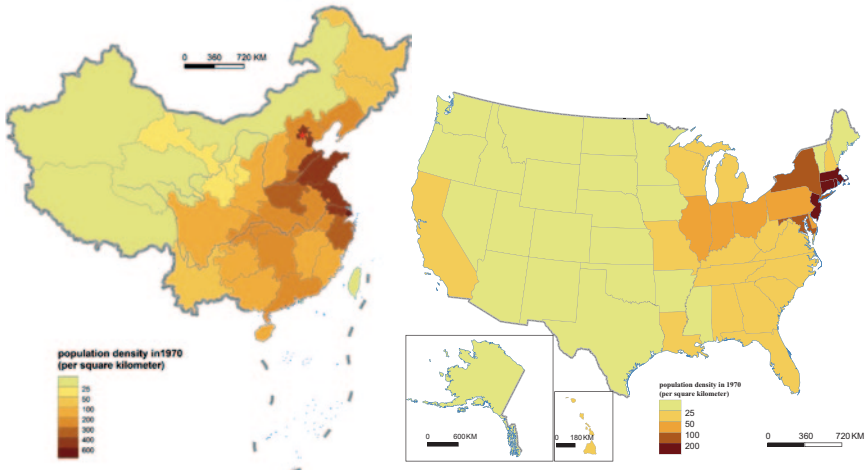 0 360 720 KM
population density in1970
(per square kilometer)
25
50
100
200
300
400
600
0 600KM
0 180 KM
population density in 1970
(per square kilometer)
25
50
100
200
0 360 720 KM